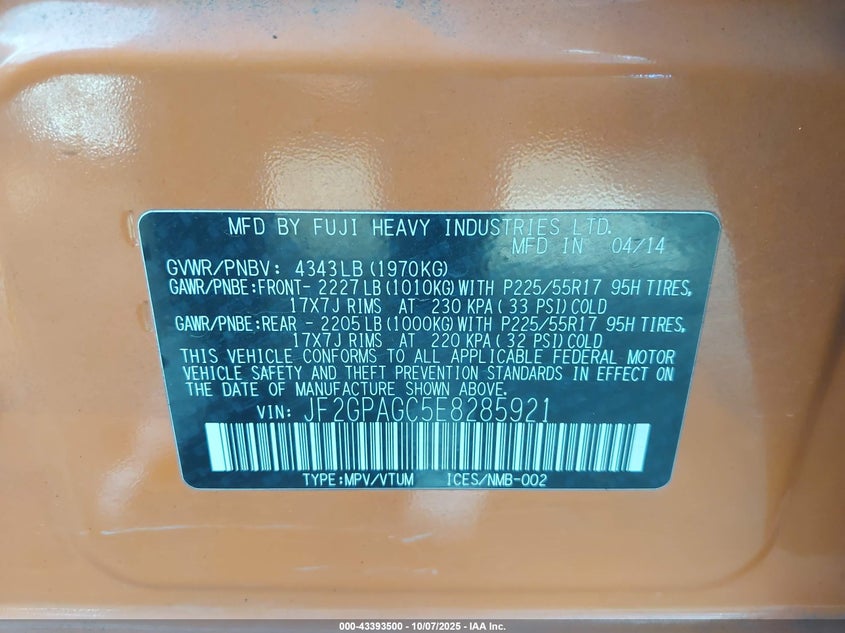 MFD BY FUJI HEAVY INDUSTRIES LTD.
MFD IN 04/14
GVWR/PNBV: 4343LB (1970KG)
GAWR/PNBE:FRONT- 2227 LB (1010KG) WITH P225/55R17 95H TIRES,
17X7J RIMS AT 230 KPA ( 33 PSI) COLD
GAWR/PNBE:REAR - 2205 LB (1000KG) WITH P225/55R17 95H TIRES,
17X7J RIMS AT 220 KPA ( 32 PSI) COLD
THIS VEHICLE CONFORMS TO ALL APPLICABLE FEDERAL MOTOR
VEHICLE SAFETY AND THEFT PREVENTION STANDARDS IN EFFECT ON
THE DATE OF MANUFACTURE SHOWN ABOVE.
VIN: JF2GPAGC5E8285921
TYPE:MPV/VTUM ICES/NMB-002
000-43393500 - 10/07/2025 - IAA Inc.